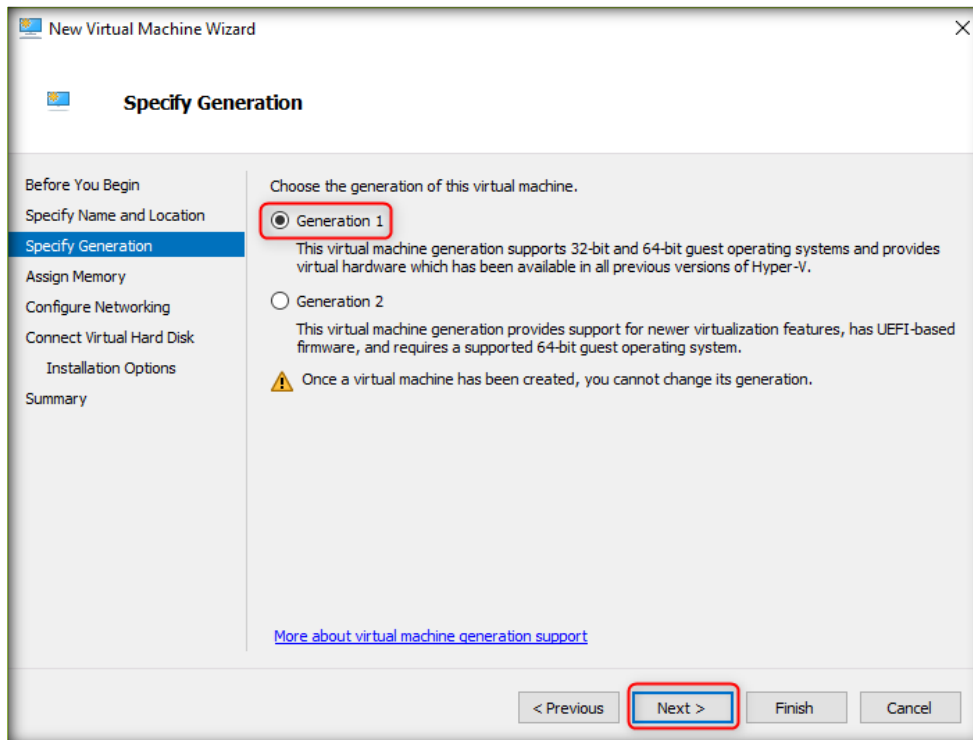 New Virtual Machine Wizard
Specify Generation
Before You Begin
Specify Name and Location
Specify Generation
Assign Memory
Configure Networking
Connect Virtual Hard Disk
Installation Options
Summary
Choose the generation of this virtual machine.
Generation 1
This virtual machine generation supports 32-bit and 64-bit guest operating systems and provides
virtual hardware which has been available in all previous versions of Hyper-V.
Generation 2
This virtual machine generation provides support for newer virtualization features, has UEFI-based
firmware, and requires a supported 64-bit guest operating system.
Once a virtual machine has been created, you cannot change its generation.
More about virtual machine generation support
< Previous
Next >
Finish
Cancel